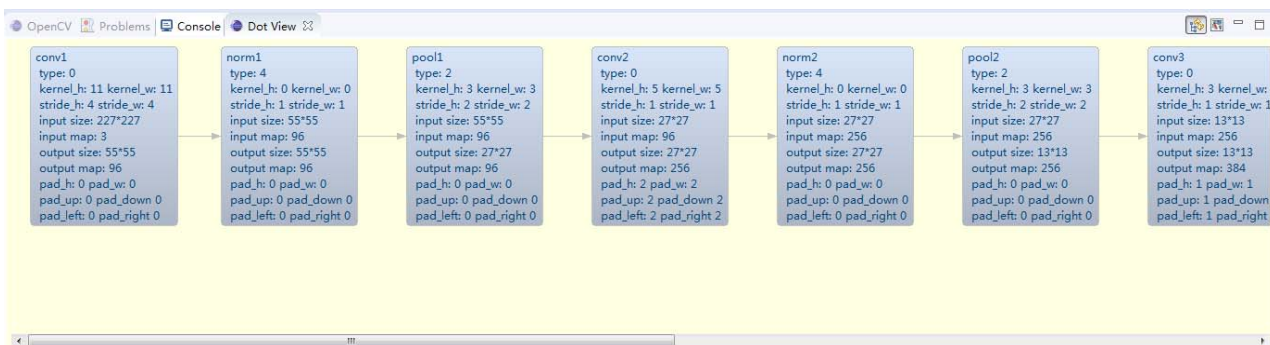 OpenCV Problems Console Dot View
conv1
type: 0
kernel_h: 11 kernel_w: 11
stride_h: 4 stride_w: 4
input size: 227*227
input map: 3
output size: 55*55
output map: 96
pad_h: 0 pad_w: 0
pad_up: 0 pad_down 0
pad_left: 0 pad_right 0
norm1
type: 4
kernel_h: 0 kernel_w: 0
stride_h: 1 stride_w: 1
input size: 55*55
input map: 96
output size: 55*55
output map: 96
pad_h: 0 pad_w: 0
pad_up: 0 pad_down 0
pad_left: 0 pad_right 0
pool1
type: 2
kernel_h: 3 kernel_w: 3
stride_h: 2 stride_w: 2
input size: 55*55
input map: 96
output size: 27*27
output map: 96
pad_h: 0 pad_w: 0
pad_up: 0 pad_down 0
pad_left: 0 pad_right 0
conv2
type: 0
kernel_h: 5 kernel_w: 5
stride_h: 1 stride_w: 1
input size: 27*27
input map: 96
output size: 27*27
output map: 256
pad_h: 2 pad_w: 2
pad_up: 2 pad_down 2
pad_left: 2 pad_right 2
norm2
type: 4
kernel_h: 0 kernel_w: 0
stride_h: 1 stride_w: 1
input size: 27*27
input map: 256
output size: 27*27
output map: 256
pad_h: 0 pad_w: 0
pad_up: 0 pad_down 0
pad_left: 0 pad_right 0
pool2
type: 2
kernel_h: 3 kernel_w: 3
stride_h: 2 stride_w: 2
input size: 27*27
input map: 256
output size: 13*13
output map: 256
pad_h: 0 pad_w: 0
pad_up: 0 pad_down 0
pad_left: 0 pad_right 0
conv3
type: 0
kernel_h: 3 kernel_w:
stride_h: 1 stride_w: 1
input size: 13*13
input map: 256
output size: 13*13
output map: 384
pad_h: 1 pad_w: 1
pad_up: 1 pad_down
pad_left: 1 pad_right